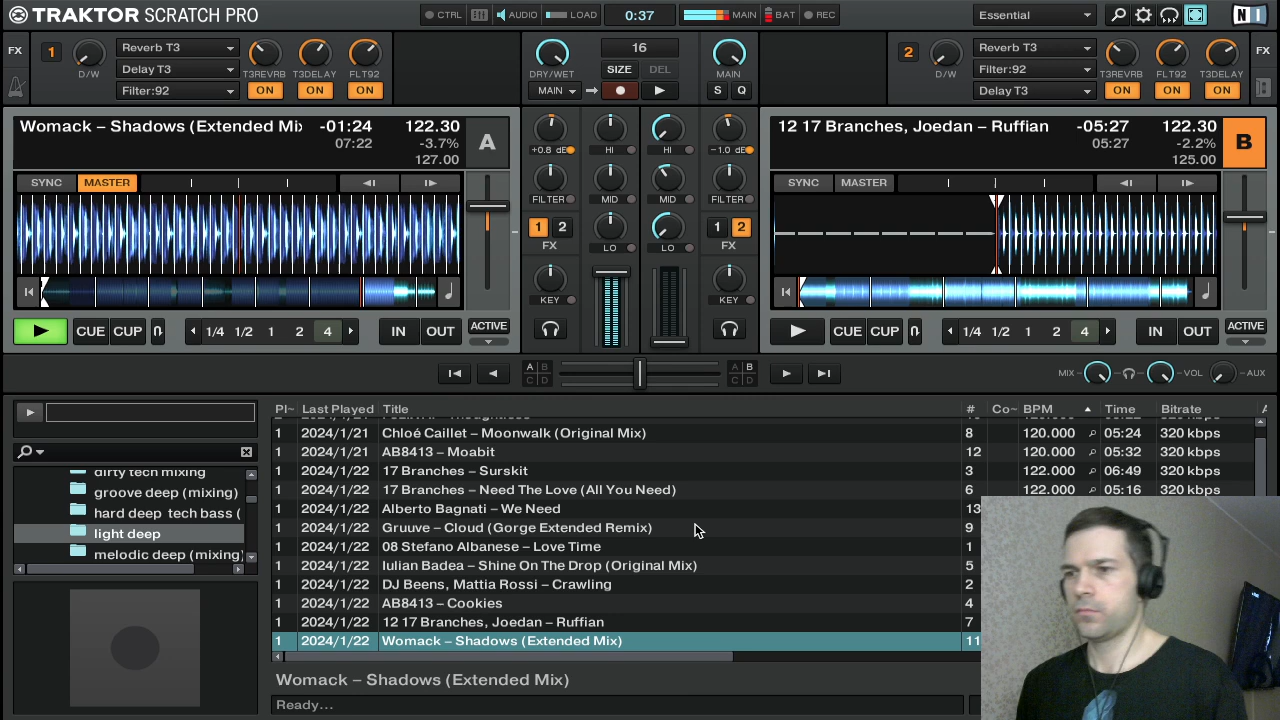 TRAKTOR SCRATCH PRO
CTRL AUDIO LOAD 0:37 MAIN BAT REC Essential
FX 1 D/W Reverb T3 Delay T3 Filter:92 T3REVRB T3DELAY FLT92 ON ON ON
DRY/WET MAIN 16 SIZE DEL MAIN S Q
2 D/W Reverb T3 Filter:92 Delay T3 T3REVRB FLT92 T3DELAY ON ON ON FX
Womack – Shadows (Extended Mix -01:24 122.30 A
07:22 -3.7%
127.00
SYNC MASTER
+0.8 dB HI HI -1.0 dB
FILTER MID MID FILTER
1 2 FX LO LO 1 2 FX
KEY KEY
12 17 Branches, Joedan – Ruffian -05:27 122.30 B
05:27 -2.2%
125.00
SYNC MASTER
CUE CUP 1/4 1/2 1 2 4 IN OUT ACTIVE
CUE CUP 1/4 1/2 1 2 4 IN OUT ACTIVE
A B C D A B C D MIX VOL AUX
dirty tech mixing
groove deep (mixing)
hard deep tech bass (
light deep
melodic deep (mixing)
Pl~ Last Played Title # Co~ BPM Time Bitrate
1 2024/1/21 Chloé Caillet – Moonwalk (Original Mix) 8 120.000 05:24 320 kbps
1 2024/1/21 AB8413 – Moabit 12 120.000 05:32 320 kbps
1 2024/1/22 17 Branches – Surskit 3 122.000 06:49 320 kbps
1 2024/1/22 17 Branches – Need The Love (All You Need) 6 122.000 05:16 320 kbps
1 2024/1/22 Alberto Bagnati – We Need 13
1 2024/1/22 Gruuve – Cloud (Gorge Extended Remix) 9
1 2024/1/22 08 Stefano Albanese – Love Time 1
1 2024/1/22 Iulian Badea – Shine On The Drop (Original Mix) 5
1 2024/1/22 DJ Beens, Mattia Rossi – Crawling 2
1 2024/1/22 AB8413 – Cookies 4
1 2024/1/22 12 17 Branches, Joedan – Ruffian 7
1 2024/1/22 Womack – Shadows (Extended Mix) 11
Womack – Shadows (Extended Mix)
Ready...